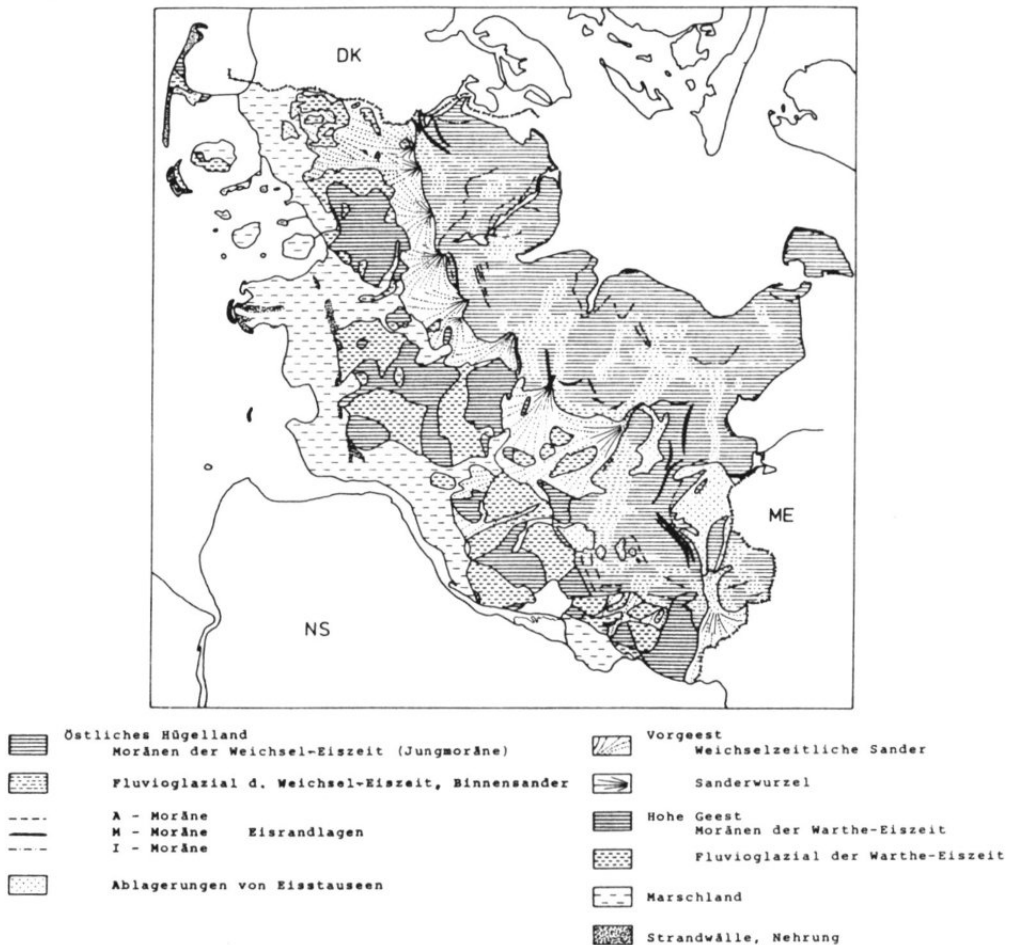 DK
ME
NS
Östliches Hügelland
Moränen der Weichsel-Eiszeit (Jungmoräne)
Fluvioglazial d. Weichsel-Eiszeit, Binnensander
A - Moräne
M - Moräne Eisrandlagen
I - Moräne
Ablagerungen von Eisstauseen
Vorgeest
Weichselzeitliche Sander
Sanderwurzel
Hohe Geest
Moränen der Warthe-Eiszeit
Fluvioglazial der Warthe-Eiszeit
Marschland
Strandwälle, Nehrung